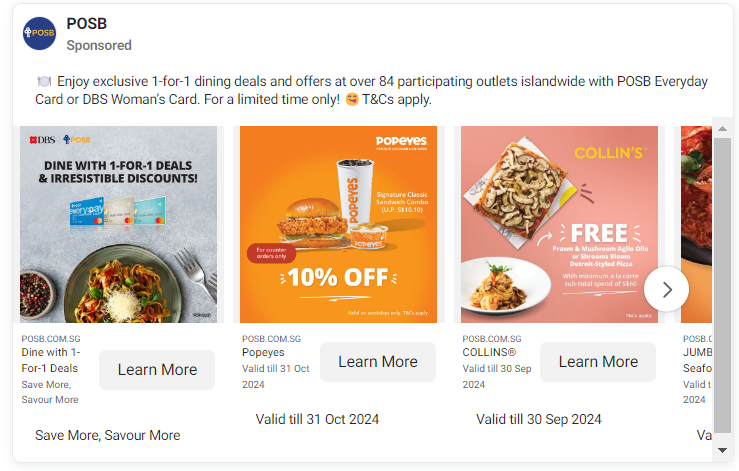 POSB
Sponsored
POSB
🍽️ Enjoy exclusive 1-for-1 dining deals and offers at over 84 participating outlets islandwide with POSB Everyday
Card or DBS Woman's Card. For a limited time only! 😋 T&Cs apply.
DBS POSB
DINE WITH 1-FOR-1 DEALS
& IRRESISTIBLE DISCOUNTS!
everyday
POSB.COM.SG
Dine with 1-
For-1 Deals
Save More,
Savour More
Learn More
Save More, Savour More
POPEYES
Signature Classic
Sandwich Combo
(U.P. S$10.10)
POPEYES
POPEYES
For counter
orders only
10% OFF
Valid on weekdays only. T&Cs apply.
POSB.COM.SG
Popeyes
Valid till 31 Oct
2024
Learn More
Valid till 31 Oct 2024
COLLIN'S®
FREE
Prawn & Mushroom Aglio Olio
or Shrooms Bloom
Detroit-Styled Pizza
With minimum a la carte
sub-total spend of S$60
T&Cs apply.
POSB.COM.SG
COLLINS®
Valid till 30 Sep
2024
Learn More
Valid till 30 Sep 2024
POSB.C
JUMB
Seafo
Valid t
2024
Va